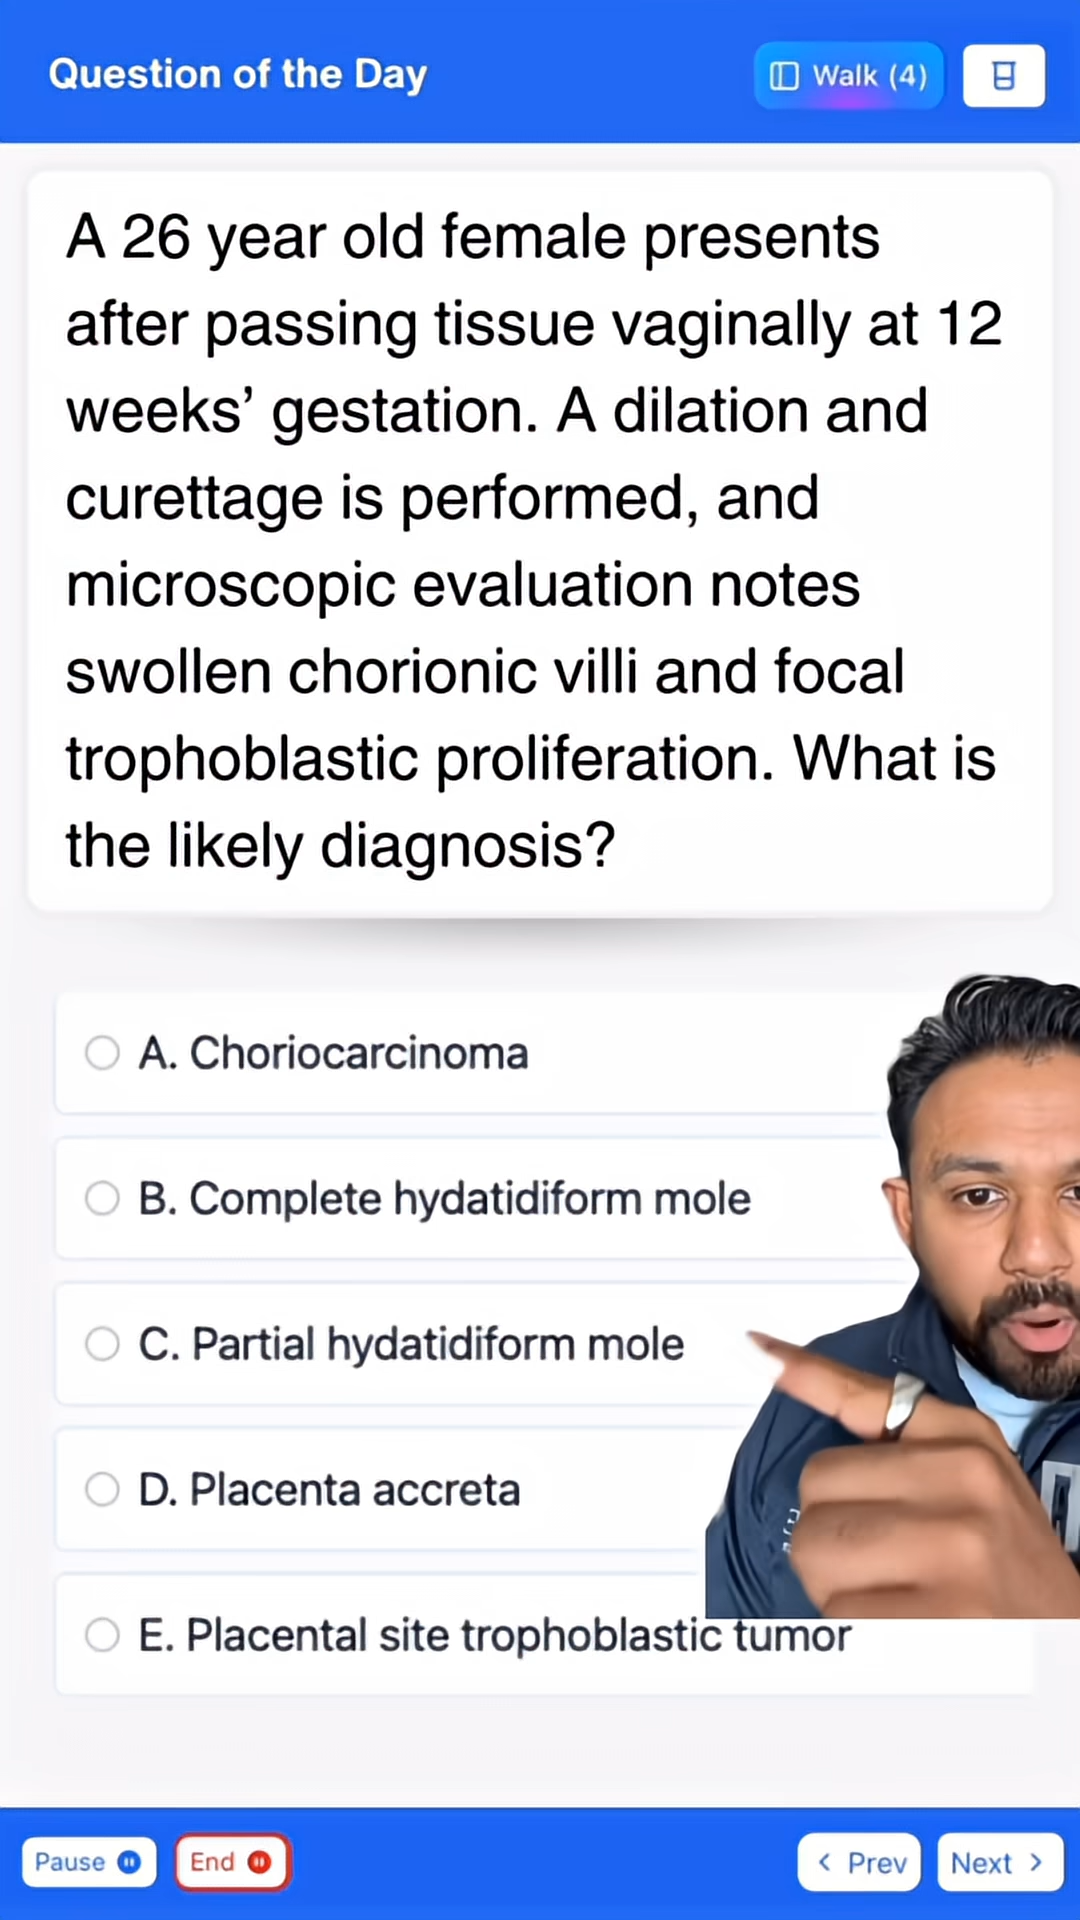 Question of the Day
Walk (4)
A 26 year old female presents
after passing tissue vaginally at 12
weeks’ gestation. A dilation and
curettage is performed, and
microscopic evaluation notes
swollen chorionic villi and focal
trophoblastic proliferation. What is
the likely diagnosis?
A. Choriocarcinoma
B. Complete hydatidiform mole
C. Partial hydatidiform mole
D. Placenta accreta
E. Placental site trophoblastic tumor
Pause
End
Prev
Next